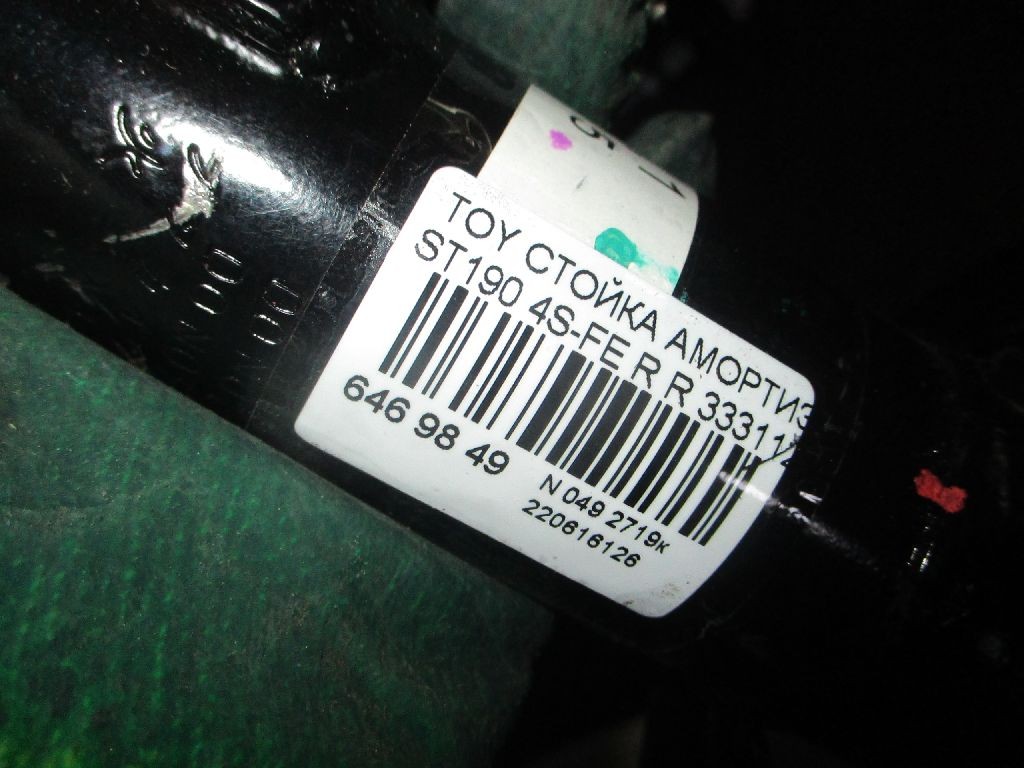 TOY СТОЙКА АМОРТИЗ
ST190 4S-FE R R 33311
646 98 49
N 049 2719к
220616126